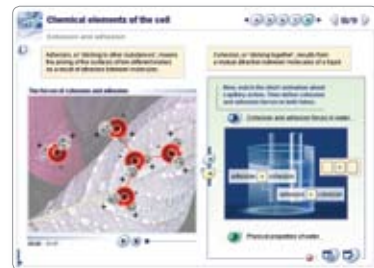 Chemical elements of the cell
Cohesion and adhesion
Adhesion, or 'sticking to other substances', means
the joining of the surfaces of two different bodies
as a result of attraction between molecules.
The forces of cohesion and adhesion
Cohesion, or 'sticking together', results from
a mutual attraction between molecules of a liquid.
Now, watch the short animation about
capillary action. Then define cohesion
and adhesion forces in both tubes.
Cohesion and adhesion forces in water
adhesion
cohesion
adhesion
cohesion
Physical properties of water